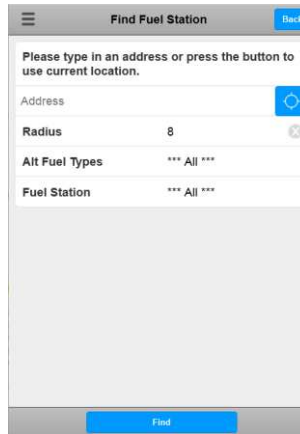 Find Fuel Station
Back
Please type in an address or press the button to
use current location.
Address
Radius 8
Alt Fuel Types *** All ***
Fuel Station *** All ***
Find